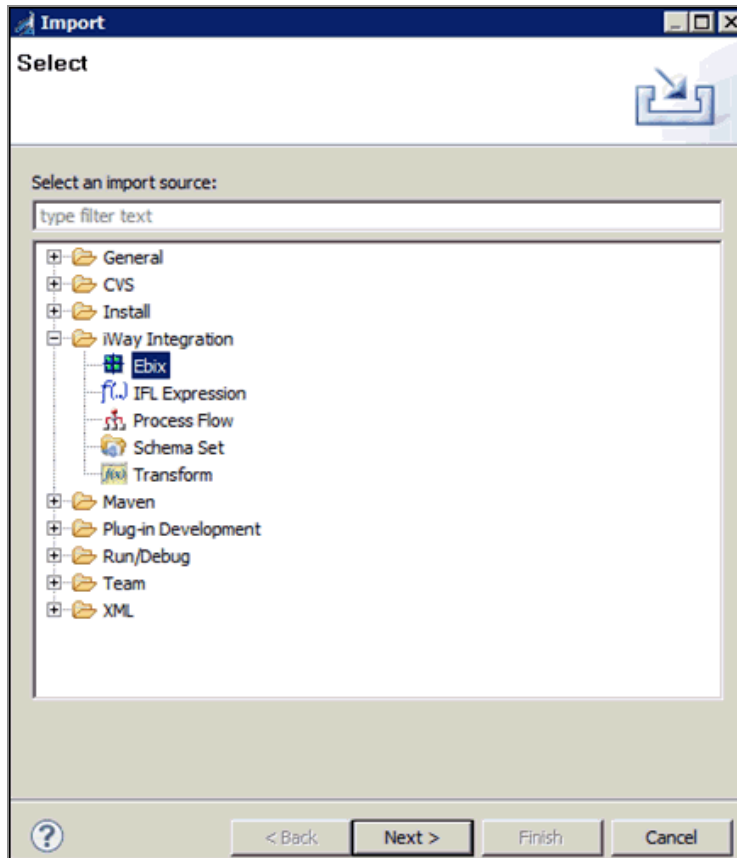 Import
Select
Select an import source:
type filter text
General
CVS
Install
iWay Integration
Ebix
f(.) IFL Expression
Process Flow
Schema Set
f(x) Transform
Maven
Plug-in Development
Run/Debug
Team
XML
? < Back Next > Finish Cancel